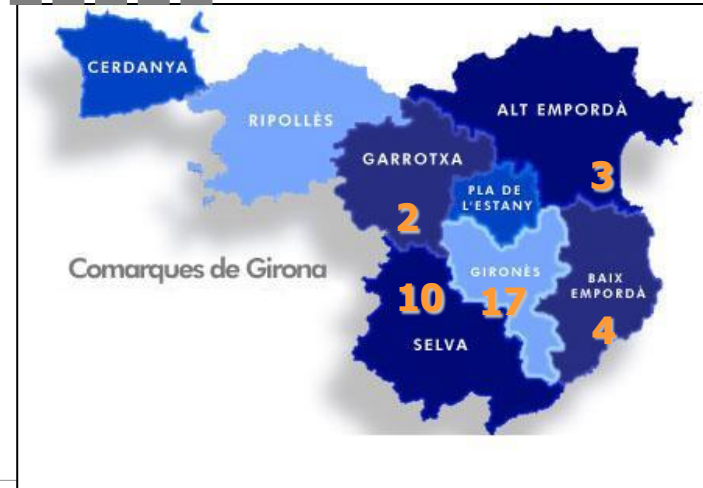 CERDANYA
RIPOLLÈS
ALT EMPORDÀ
GARROTXA
3
PLA DE
L'ESTANY
2
Comarques de Girona
GIRONÈS
BAIX
EMPORDÀ
10
17
4
SELVA